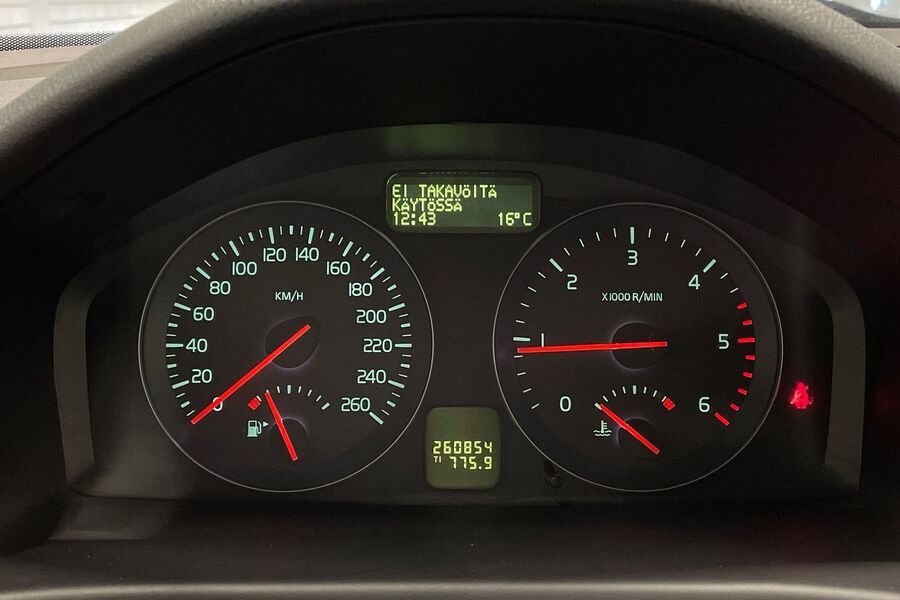 EI TAKAVÖITÄ
KÄYTÖSSÄ
12:43 16°C
0 20 40 60 80 100 120 140 160 180 200 220 240 260
KM/H
0 1 2 3 4 5 6
X1000 R/MIN
260854
T1 775.9